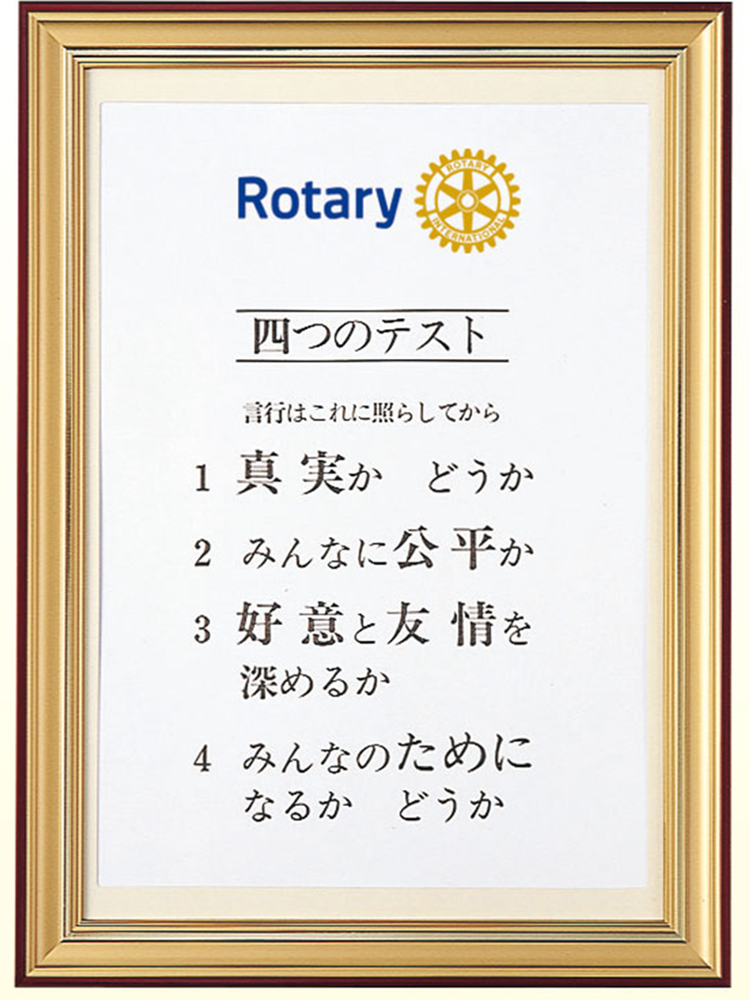 Rotary
ROTARY
INTERNATIONAL
四つのテスト
言行はこれに照らしてから
1 真実か　どうか
2 みんなに公平か
3 好意と友情を
深めるか
4 みんなのために
なるか　どうか